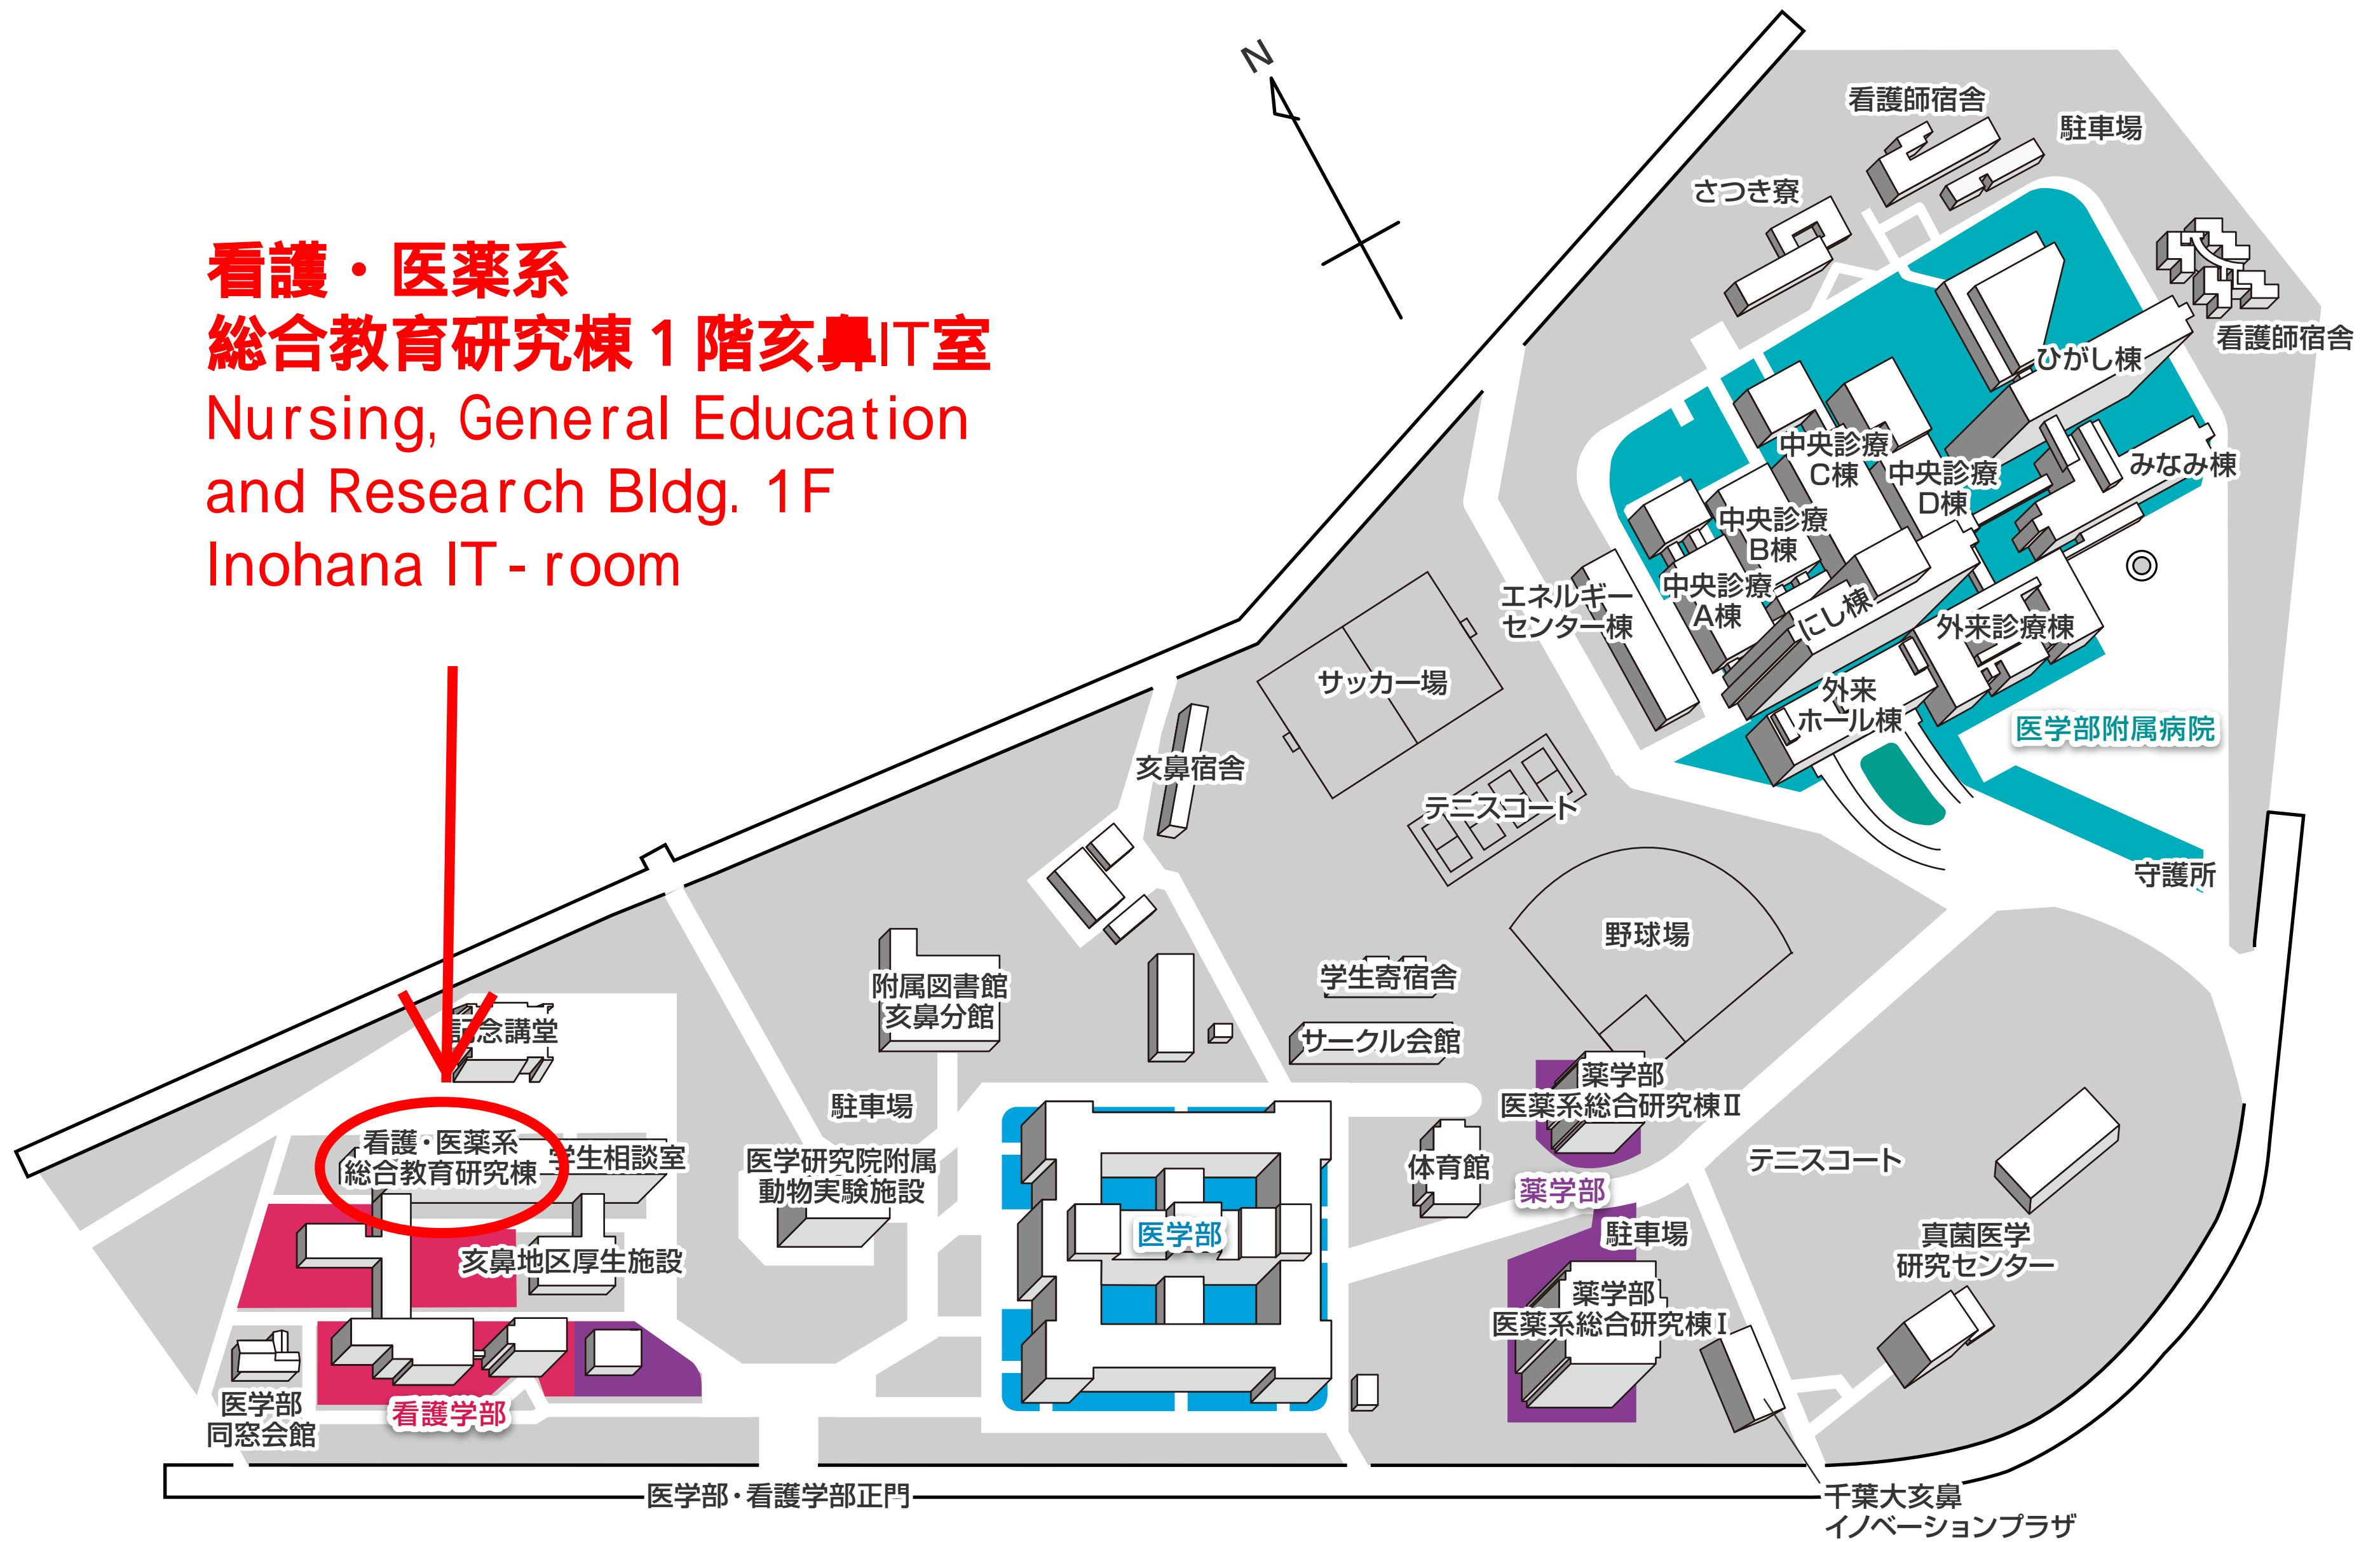 N
看護師宿舎
駐車場
さつき寮
看護・医薬系
総合教育研究棟1階亥鼻IT室
Nursing, General Education
and Research Bldg. 1F
Inohana IT-room
看護師宿舎
ひがし棟
中央診療
C棟
中央診療
D棟
みなみ棟
中央診療
B棟
中央診療
A棟
エネルギー
センター棟
にし棟
外来診療棟
外来
ホール棟
医学部附属病院
サッカー場
亥鼻宿舎
テニスコート
守護所
野球場
附属図書館
亥鼻分館
学生寄宿舎
サークル会館
記念講堂
薬学部
医薬系総合研究棟Ⅱ
駐車場
看護・医薬系
総合教育研究棟
学生相談室
医学研究院附属
動物実験施設
体育館
テニスコート
薬学部
医学部
駐車場
真菌医学
研究センター
亥鼻地区厚生施設
薬学部
医薬系総合研究棟Ⅰ
医学部
同窓会館
看護学部
医学部・看護学部正門
千葉大亥鼻
イノベーションプラザ